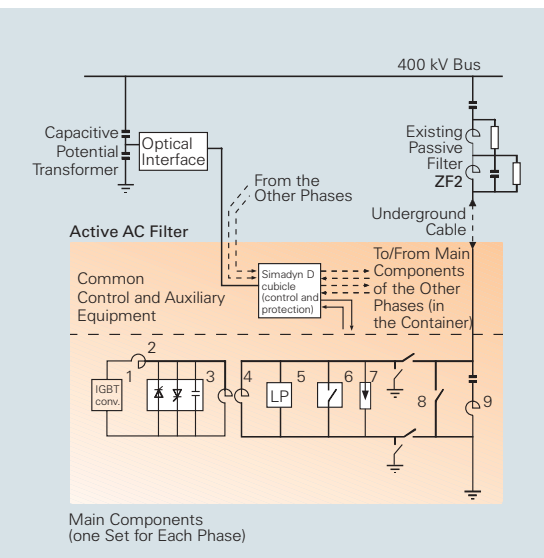 400 kV Bus
Capacitive
Potential
Transformer
Optical
Interface
Existing
Passive
Filter
ZF2
From the
Other Phases
Underground
Cable
Active AC Filter
Common
Control and Auxiliary
Equipment
Simadyn D
cubicle
(control and
protection)
To/From Main
Components
of the Other
Phases (in
the Container)
1
2
3
4
5
6
7
8
9
IGBT
conv.
LP
Main Components
(one Set for Each Phase)